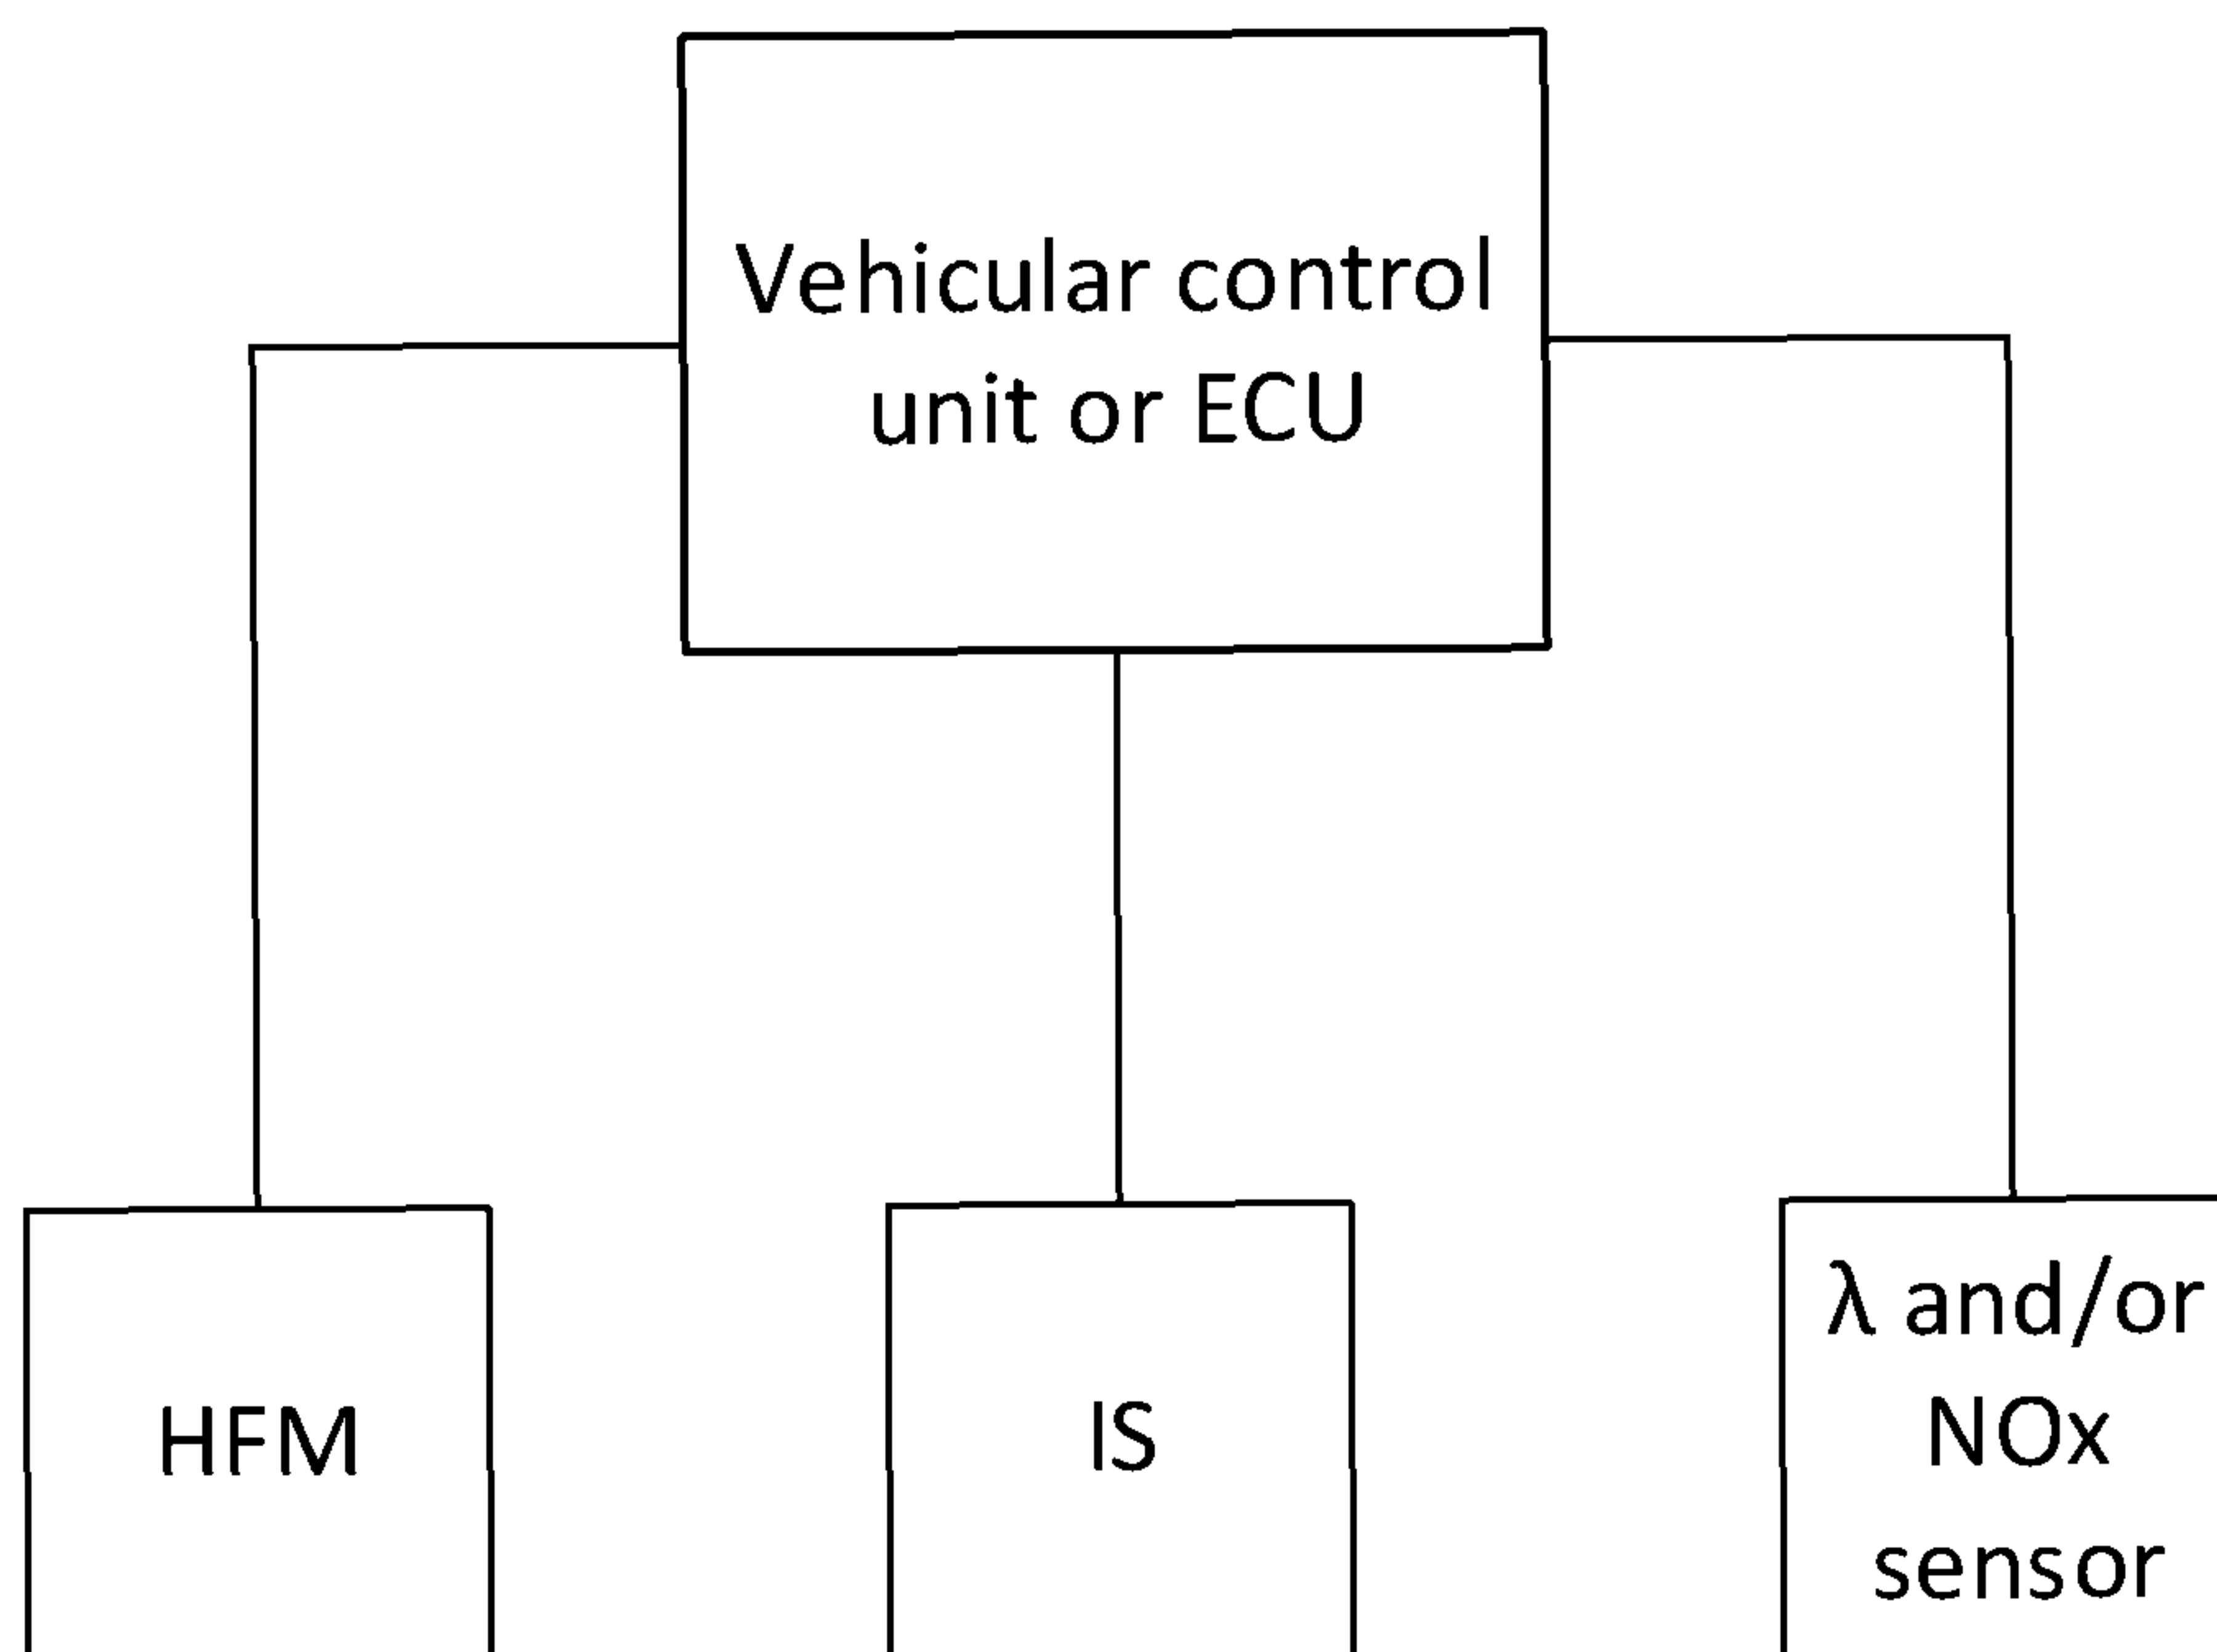 Vehicular control
unit or ECU
HFM
IS
λ and/or
NOx
sensor